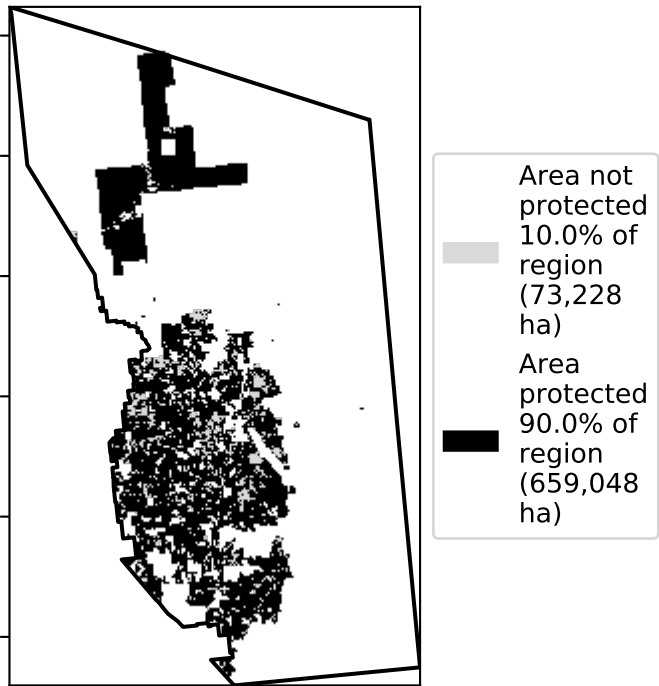 Area not
protected
10.0% of
region
(73,228
ha)
Area
protected
90.0% of
region
(659,048
ha)